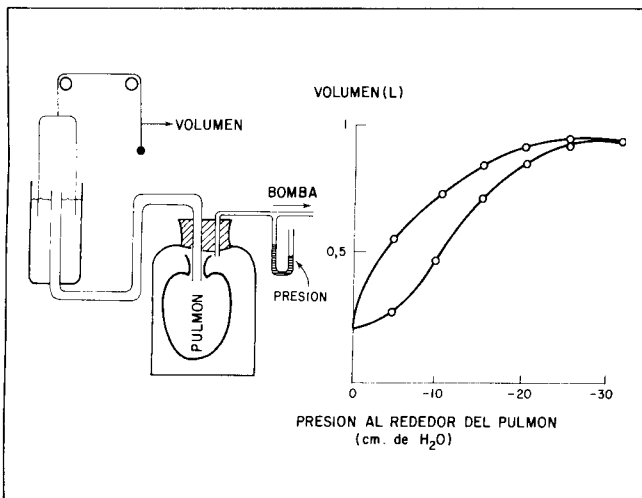 VOLUMEN
BOMBA
PULMON
PRESION
VOLUMEN (L)
1
0,5
0
-10
-20
-30
PRESION AL REDEDOR DEL PULMON
(cm. de H₂O)